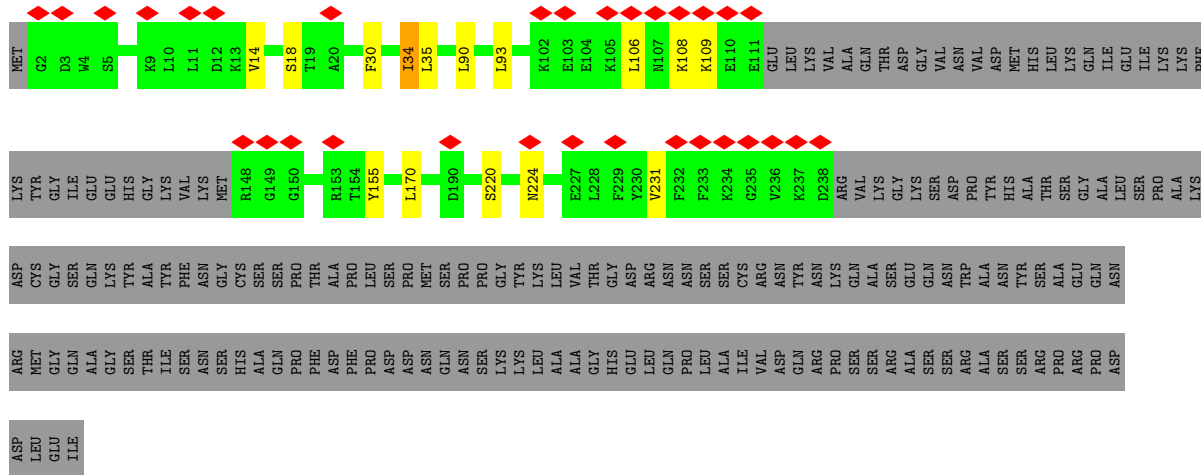 MET G2 D3 W4 S5 K9 L10 L11 D12 K13 V14 S18 T19 A20 F30 I34 L35 L90 L93 K102 E103 E104 K105 L106 N107 K108 K109 E110 E111 GLU LEU LYS VAL ALA GLN THR ASP GLY VAL ASN VAL ASP MET HIS LEU LYS GLN ILE GLU ILE LYS LYS PHE
LYS TYR GLY ILE GLU GLU HIS GLY LYS VAL LYS MET R148 G149 G150 R153 T154 Y155 L170 D190 S220 N224 E227 L228 F229 Y230 V231 F232 F233 K234 G235 V236 K237 D238 ARG VAL LYS GLY LYS SER ASP PRO TYR HIS ALA THR SER GLY ALA LEU SER PRO ALA LYS
ASP CYS GLY SER GLN LYS TYR ALA TYR PHE ASN GLY CYS SER SER PRO THR ALA PRO LEU SER PRO MET SER PRO PRO GLY TYR LYS LEU VAL THR GLY ASP ARG ASN ASN SER SER CYS ARG ASN TYR ASN LYS GLN ALA SER GLU GLN ASN TRP ALA ASN TYR SER ALA GLU GLN ASN
ARG MET GLY GLN ALA GLY SER THR ILE SER ASN SER HIS ALA GLN PRO PHE ASP PHE PRO ASP ASP ASN GLN ASN SER LYS LYS LEU ALA ALA GLY HIS GLU LEU GLN PRO LEU ALA ILE VAL ASP GLN ARG PRO SER SER ARG ALA SER SER ARG ALA SER SER ARG PRO ARG PRO ASP
ASP LEU GLU ILE